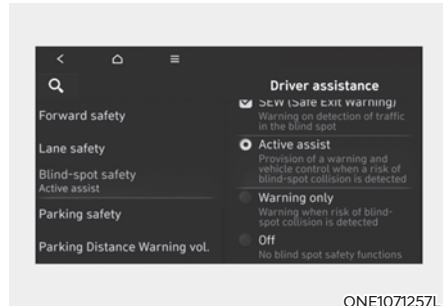 Driver assistance
Forward safety
Lane safety
Blind-spot safety
Active assist
Parking safety
Parking Distance Warning vol.
SEW (Safe Exit Warning)
Warning on detection of traffic
in the blind spot
Active assist
Provision of a warning and
vehicle control when a risk of
blind-spot collision is detected
Warning only
Warning when risk of blind-
spot collision is detected
Off
No blind spot safety functions
ONE1071257L